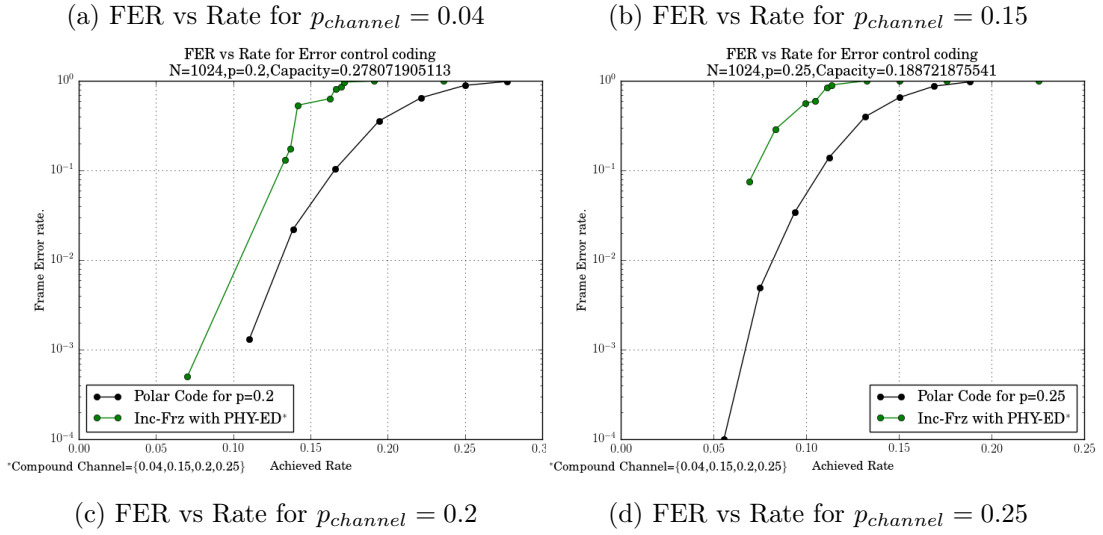 (a) FER vs Rate for p_channel = 0.04
(b) FER vs Rate for p_channel = 0.15
FER vs Rate for Error control coding
N=1024,p=0.2,Capacity=0.278071905113
10^0
10^-1
10^-2
10^-3
10^-4
Frame Error rate.
Polar Code for p=0.2
Inc-Frz with PHY-ED*
0.00 0.05 0.10 0.15 0.20 0.25 0.3
*Compound Channel={0.04,0.15,0.2,0.25} Achieved Rate
FER vs Rate for Error control coding
N=1024,p=0.25,Capacity=0.188721875541
10^0
10^-1
10^-2
10^-3
10^-4
Frame Error rate.
Polar Code for p=0.25
Inc-Frz with PHY-ED*
0.00 0.05 0.10 0.15 0.20 0.25
*Compound Channel={0.04,0.15,0.2,0.25} Achieved Rate
(c) FER vs Rate for p_channel = 0.2
(d) FER vs Rate for p_channel = 0.25